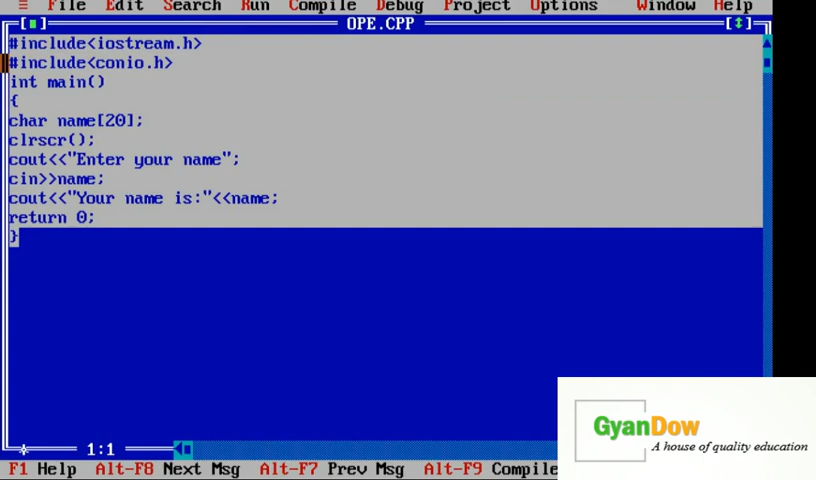 ≡ File Edit Search Run Compile Debug Project Options Window Help
[■] OPE.CPP [↕]
#include<iostream.h>
#include<conio.h>
int main()
{
char name[20];
clrscr();
cout<<"Enter your name";
cin>>name;
cout<<"Your name is:"<<name;
return 0;
}
1:1
F1 Help Alt-F8 Next Msg Alt-F7 Prev Msg Alt-F9 Compile
GyanDow
A house of quality education